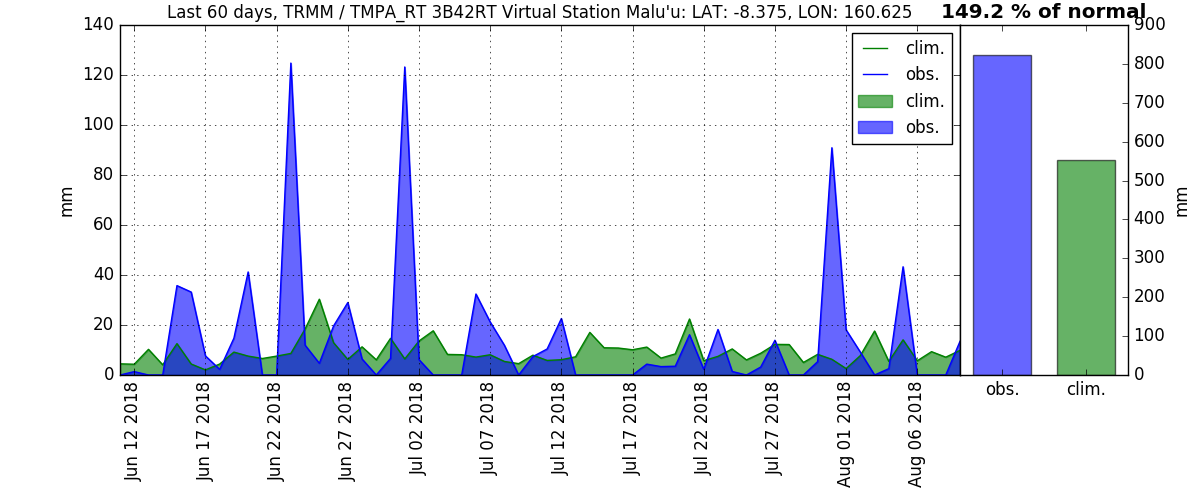 Last 60 days, TRMM / TMPA_RT 3B42RT Virtual Station Malu'u: LAT: -8.375, LON: 160.625
149.2 % of normal
mm
140
120
100
80
60
40
20
0
Jun 12 2018
Jun 17 2018
Jun 22 2018
Jun 27 2018
Jul 02 2018
Jul 07 2018
Jul 12 2018
Jul 17 2018
Jul 22 2018
Jul 27 2018
Aug 01 2018
Aug 06 2018
clim.
obs.
clim.
obs.
900
800
700
600
500
400
300
200
100
0
mm
obs.
clim.